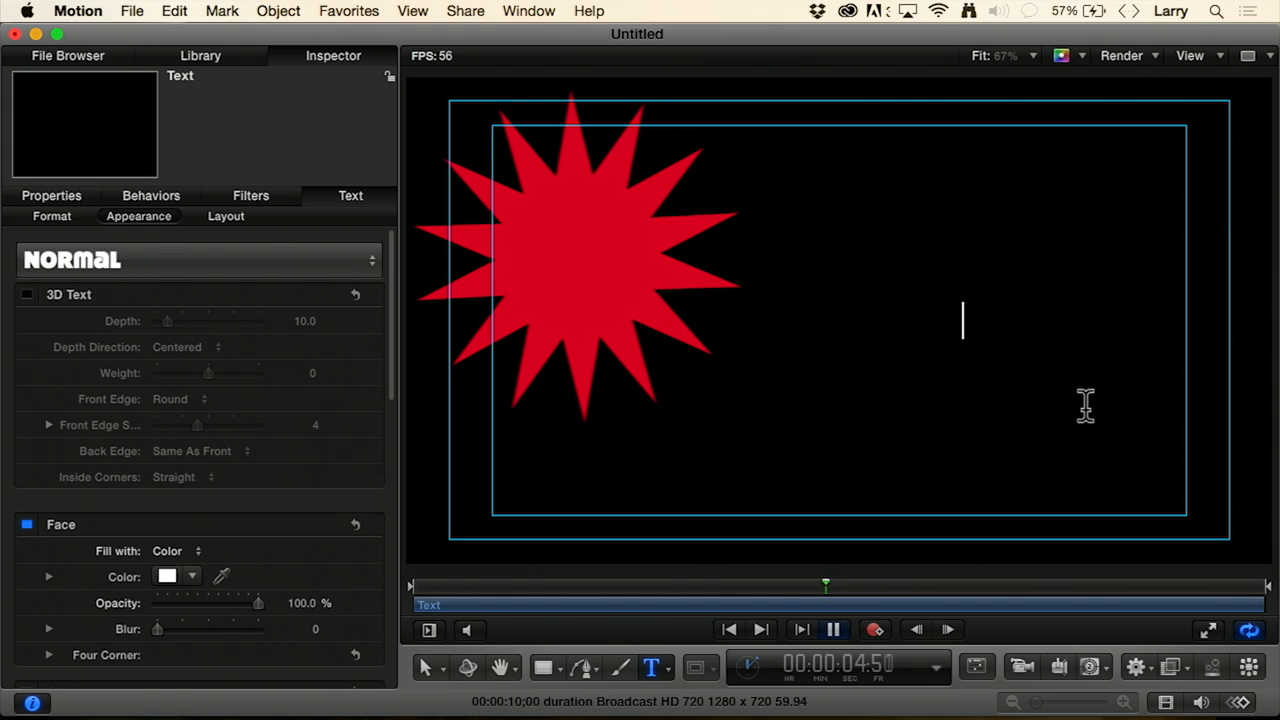 Motion File Edit Mark Object Favorites View Share Window Help 57% Larry
Untitled
File Browser Library Inspector FPS: 56 Fit: 67% Render View
Text
Properties Behaviors Filters Text
Format Appearance Layout
NORMAL
3D Text
Depth: 10.0
Depth Direction: Centered
Weight: 0
Front Edge: Round
Front Edge S... 4
Back Edge: Same As Front
Inside Corners: Straight
Face
Fill with: Color
Color:
Opacity: 100.0 %
Blur: 0
Four Corner:
Text
T 00:00:04:50
HR MIN SEC FR
00:00:10;00 duration Broadcast HD 720 1280 x 720 59.94